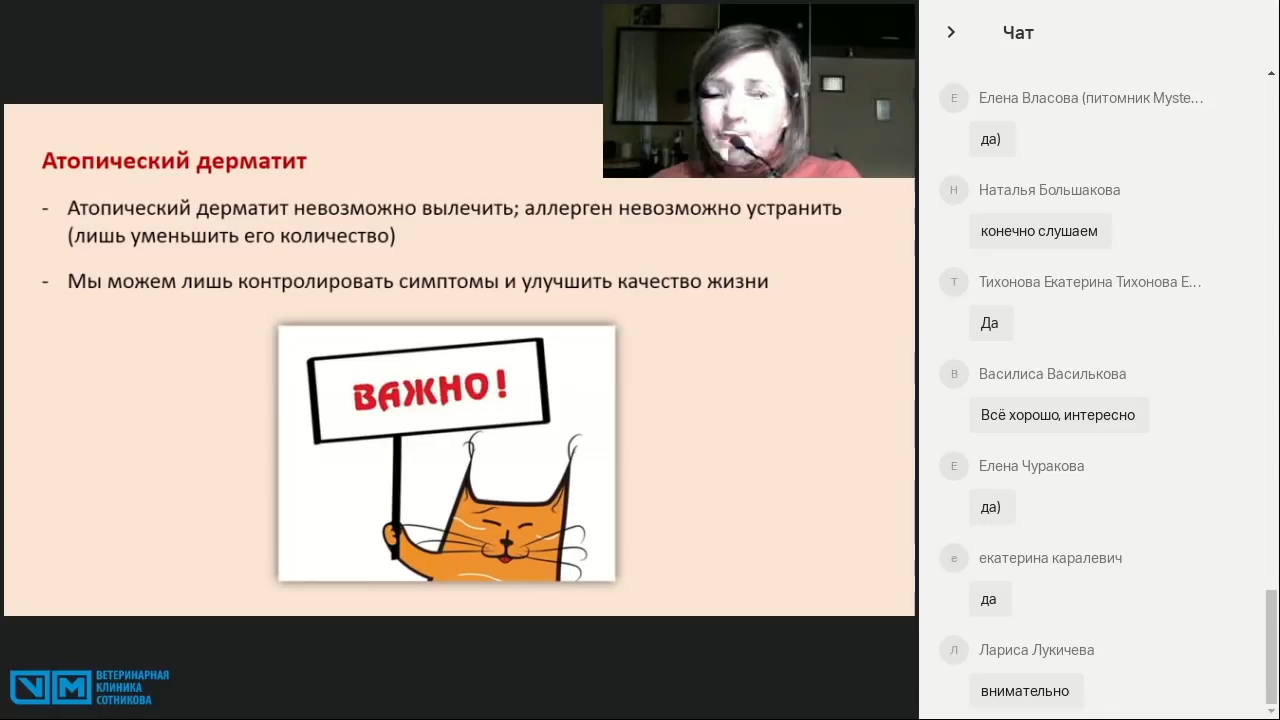 Атопический дерматит
- Атопический дерматит невозможно вылечить; аллерген невозможно устранить
(лишь уменьшить его количество)
- Мы можем лишь контролировать симптомы и улучшить качество жизни
ВАЖНО!
VM
ВЕТЕРИНАРНАЯ
КЛИНИКА
СОТНИКОВА
Чат
Е
Елена Власова (питомник Myste...
да)
Н
Наталья Большакова
конечно слушаем
Т
Тихонова Екатерина Тихонова Е...
Да
В
Василиса Василькова
Всё хорошо, интересно
Е
Елена Чуракова
да)
е
екатерина каралевич
да
Л
Лариса Лукичева
внимательно